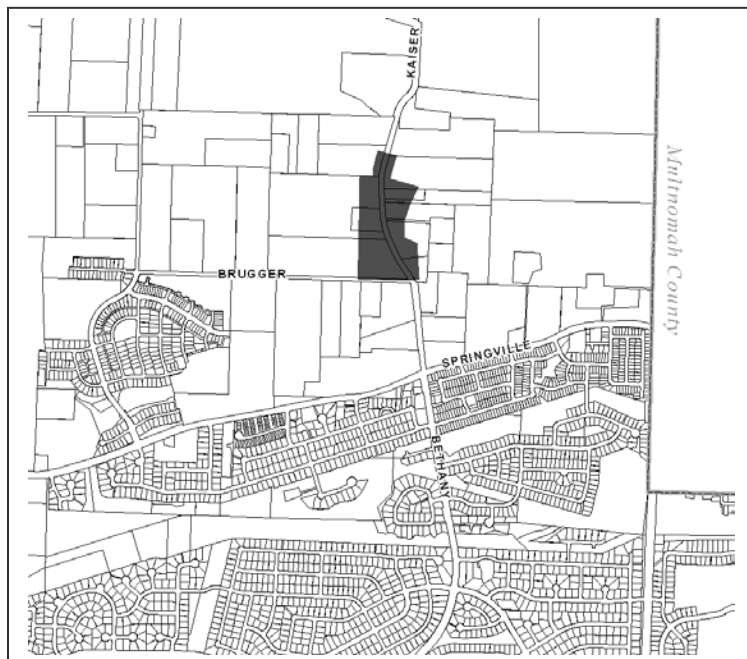 KAISER
Multnomah County
BRUGGER
SPRINGVILLE
BETHANY